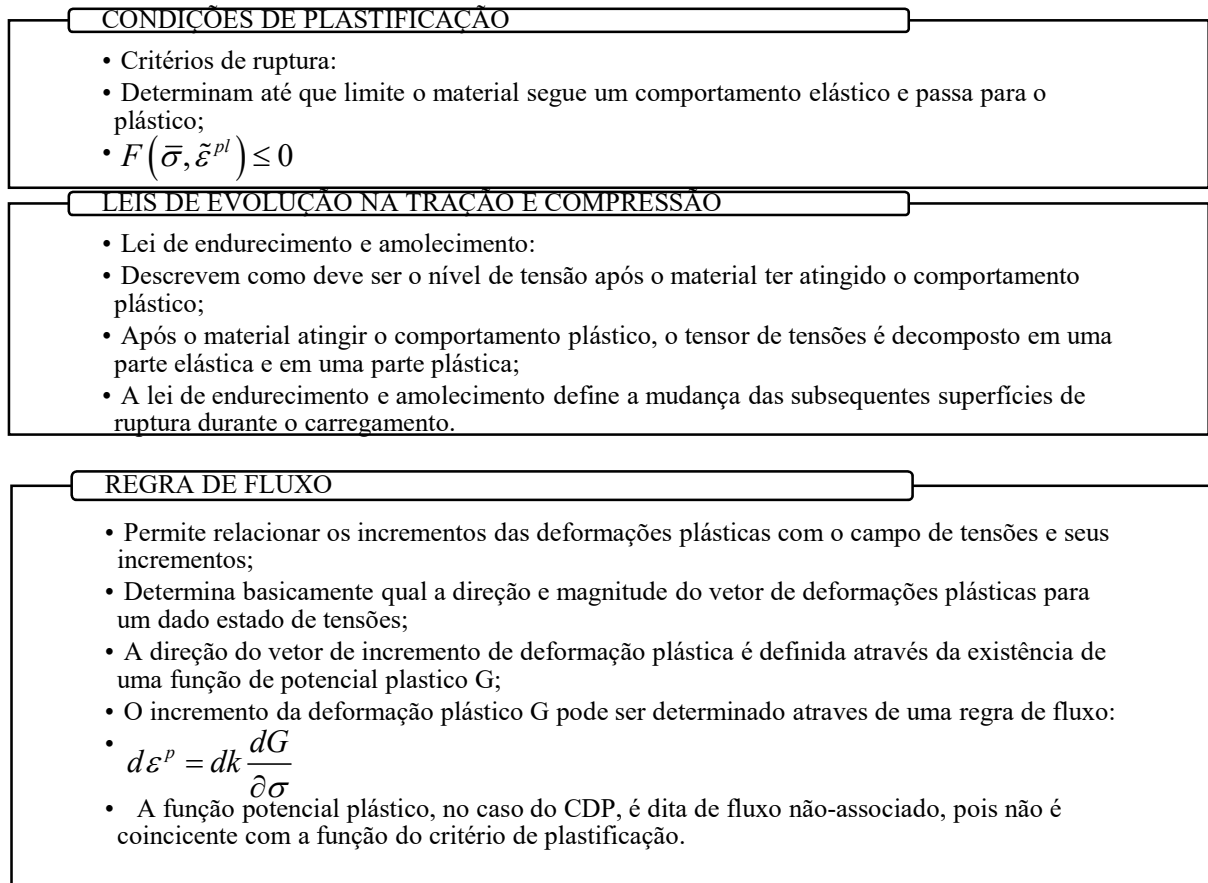 CONDIÇÕES DE PLASTIFICAÇÃO
• Critérios de ruptura:
• Determinam até que limite o material segue um comportamento elástico e passa para o
plástico;
• F(σ̅, ε̃^{pl}) ≤ 0
LEIS DE EVOLUÇÃO NA TRAÇÃO E COMPRESSÃO
• Lei de endurecimento e amolecimento:
• Descrevem como deve ser o nível de tensão após o material ter atingido o comportamento
plástico;
• Após o material atingir o comportamento plástico, o tensor de tensões é decomposto em uma
parte elástica e em uma parte plástica;
• A lei de endurecimento e amolecimento define a mudança das subsequentes superfícies de
ruptura durante o carregamento.
REGRA DE FLUXO
• Permite relacionar os incrementos das deformações plásticas com o campo de tensões e seus
incrementos;
• Determina basicamente qual a direção e magnitude do vetor de deformações plásticas para
um dado estado de tensões;
• A direção do vetor de incremento de deformação plástica é definida através da existência de
uma função de potencial plastico G;
• O incremento da deformação plástico G pode ser determinado atraves de uma regra de fluxo:
• dε^p = dk dG/∂σ
• A função potencial plástico, no caso do CDP, é dita de fluxo não-associado, pois não é
coincicente com a função do critério de plastificação.